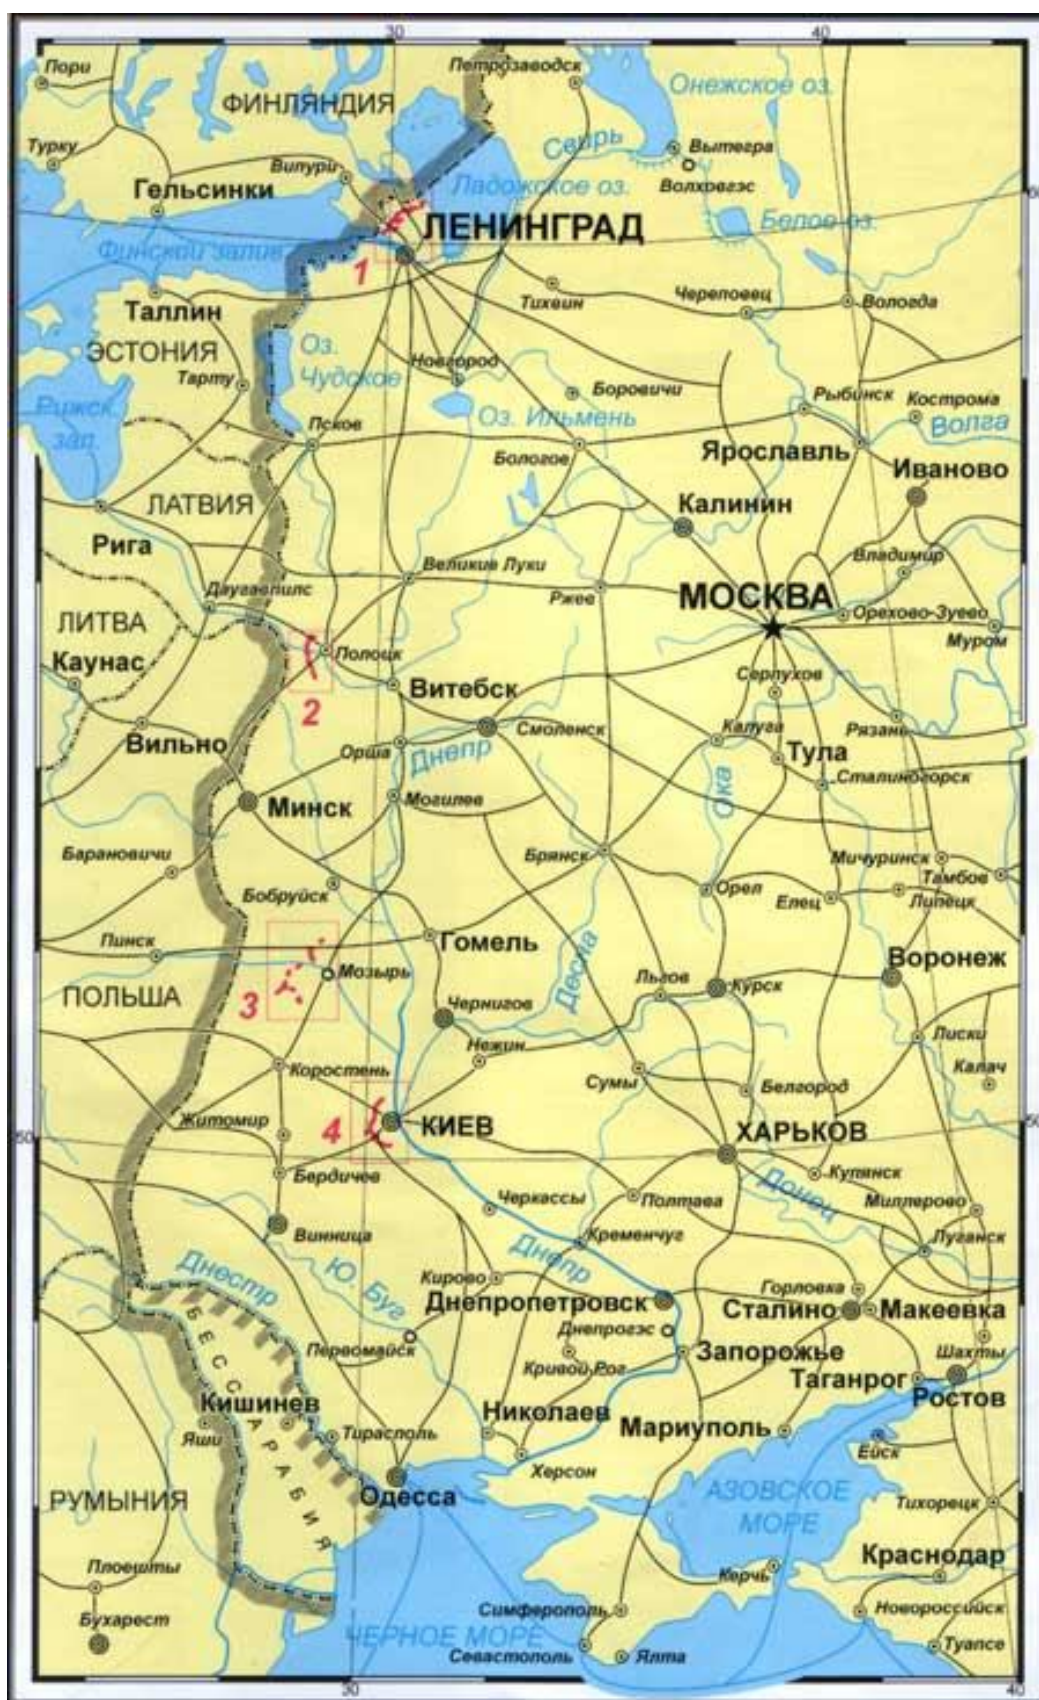 30
40
Пори
Петрозаводск
Онежское оз.
ФИНЛЯНДИЯ
Свирь
Вытегра
Турку
Випури
Волховгэс
Гельсинки
Ладожское оз.
Белое оз.
ЛЕНИНГРАД
Финский залив
1
Таллин
Тихвин
Череповец
Вологда
ЭСТОНИЯ
Оз.
Чудское
Новгород
Тарту
Боровичи
Рыбинск
Кострома
Рижск.
зал.
Оз. Ильмень
Волга
Псков
Бологое
Ярославль
Иваново
ЛАТВИЯ
Калинин
Рига
Владимир
Великие Луки
Даугавпилс
Ржев
МОСКВА
Орехово-Зуево
ЛИТВА
Муром
Каунас
Полоцк
Серпухов
2
Витебск
Вильно
Орша
Днепр
Смоленск
Калуга
Рязань
Тула
Сталиногорск
Ока
Минск
Могилев
Барановичи
Брянск
Мичуринск
Тамбов
Бобруйск
Орел
Елец
Липецк
Пинск
Гомель
Десна
Воронеж
ПОЛЬША
3
Мозырь
Льгов
Курск
Чернигов
Нежин
Лиски
Коростень
Сумы
Калач
Белгород
Житомир
50
4
КИЕВ
ХАРЬКОВ
50
Бердичев
Купянск
Черкассы
Полтава
Донец
Миллерово
Винница
Днепр
Кременчуг
Луганск
Днестр
Ю. Буг
Кирово
Горловка
Днепропетровск
Сталино
Макеевка
БЕССАРАБИЯ
Первомайск
Днепрогэс
Запорожье
Шахты
Кривой Рог
Таганрог
Ростов
Кишинев
Николаев
Мариуполь
Яши
Тирасполь
Ейск
Херсон
РУМЫНИЯ
Одесса
АЗОВСКОЕ
МОРЕ
Тихорецк
Плоешты
Керчь
Краснодар
Бухарест
Симферополь
Новороссийск
ЧЕРНОЕ МОРЕ
Севастополь
Ялта
Туапсе
30
40